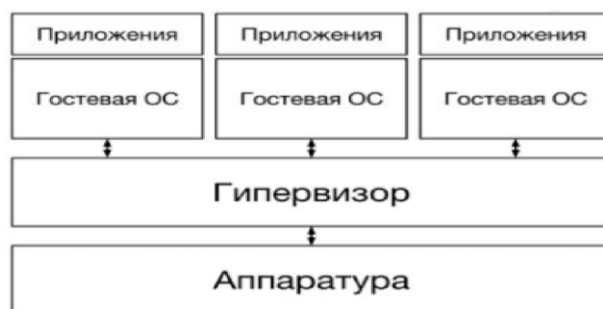 Приложения Приложения Приложения
Гостевая ОС Гостевая ОС Гостевая ОС
Гипервизор
Аппаратура